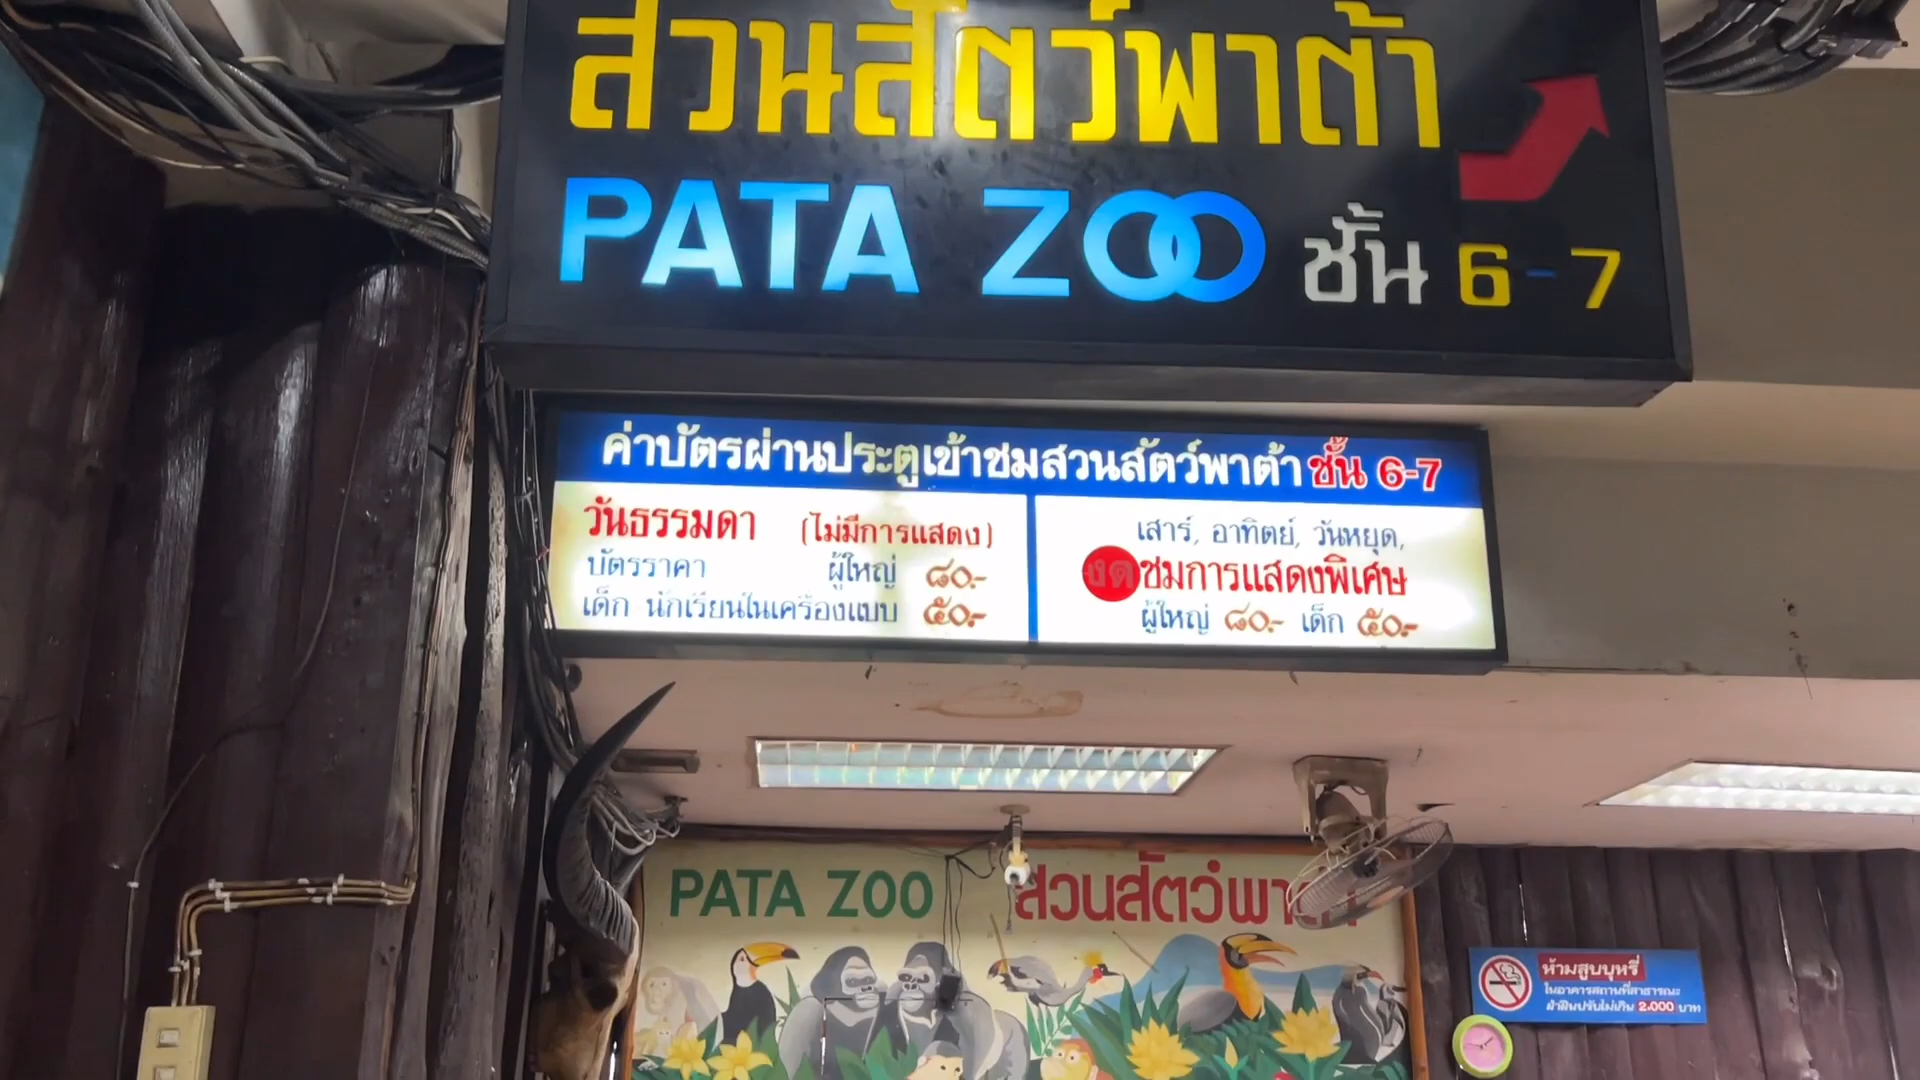 สวนสัตว์พาต้า
PATA ZOO ชั้น 6-7
ค่าบัตรผ่านประตูเข้าชมสวนสัตว์พาต้า ชั้น 6-7
วันธรรมดา (ไม่มีการแสดง)
บัตรราคา ผู้ใหญ่ ๘๐.-
เด็ก นักเรียนในเครื่องแบบ ๕๐.-
เสาร์, อาทิตย์, วันหยุด,
งดชมการแสดงพิเศษ
ผู้ใหญ่ ๘๐.- เด็ก ๕๐.-
PATA ZOO สวนสัตว์พาต้า
ห้ามสูบบุหรี่
ในอาคารสถานที่สาธารณะ
ฝ่าฝืนปรับไม่เกิน 2,000 บาท